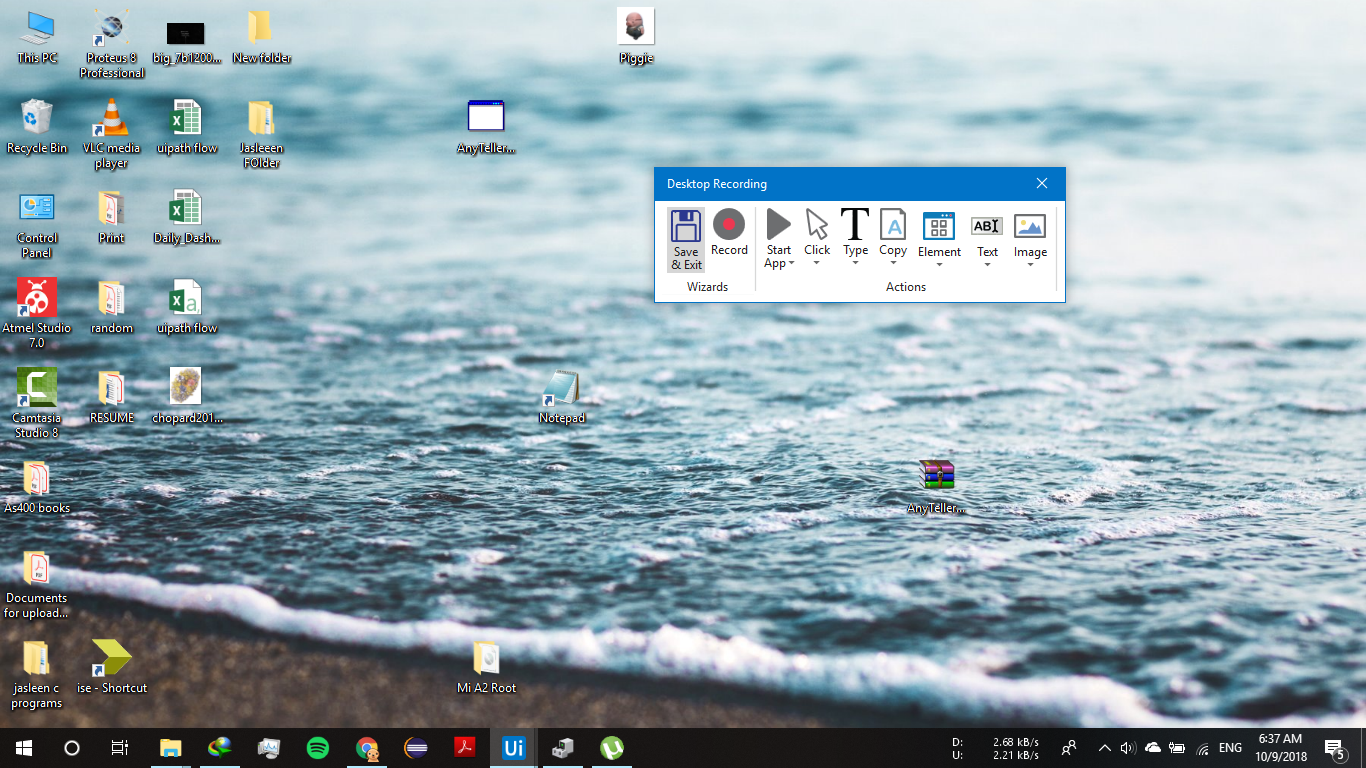 This PC
Proteus 8
Professional
big_7b1200...
New folder
Piggie
Recycle Bin
VLC media
player
uipath flow
Jasleeen
FOlder
AnyTeller...
Desktop Recording
Control
Panel
Print
Daily_Dash...
Save
& Exit
Record
Start
App
Click
T
Type
A
Copy
Element
AB
Text
Image
Wizards
Actions
Atmel Studio
7.0
random
uipath flow
Camtasia
Studio 8
RESUME
chopard201...
Notepad
As400 books
AnyTeller...
Documents
for upload...
jasleen c
programs
ise - Shortcut
Mi A2 Root
Ui
D: 2.68 kB/s
U: 2.21 kB/s
ENG
6:37 AM
10/9/2018
5